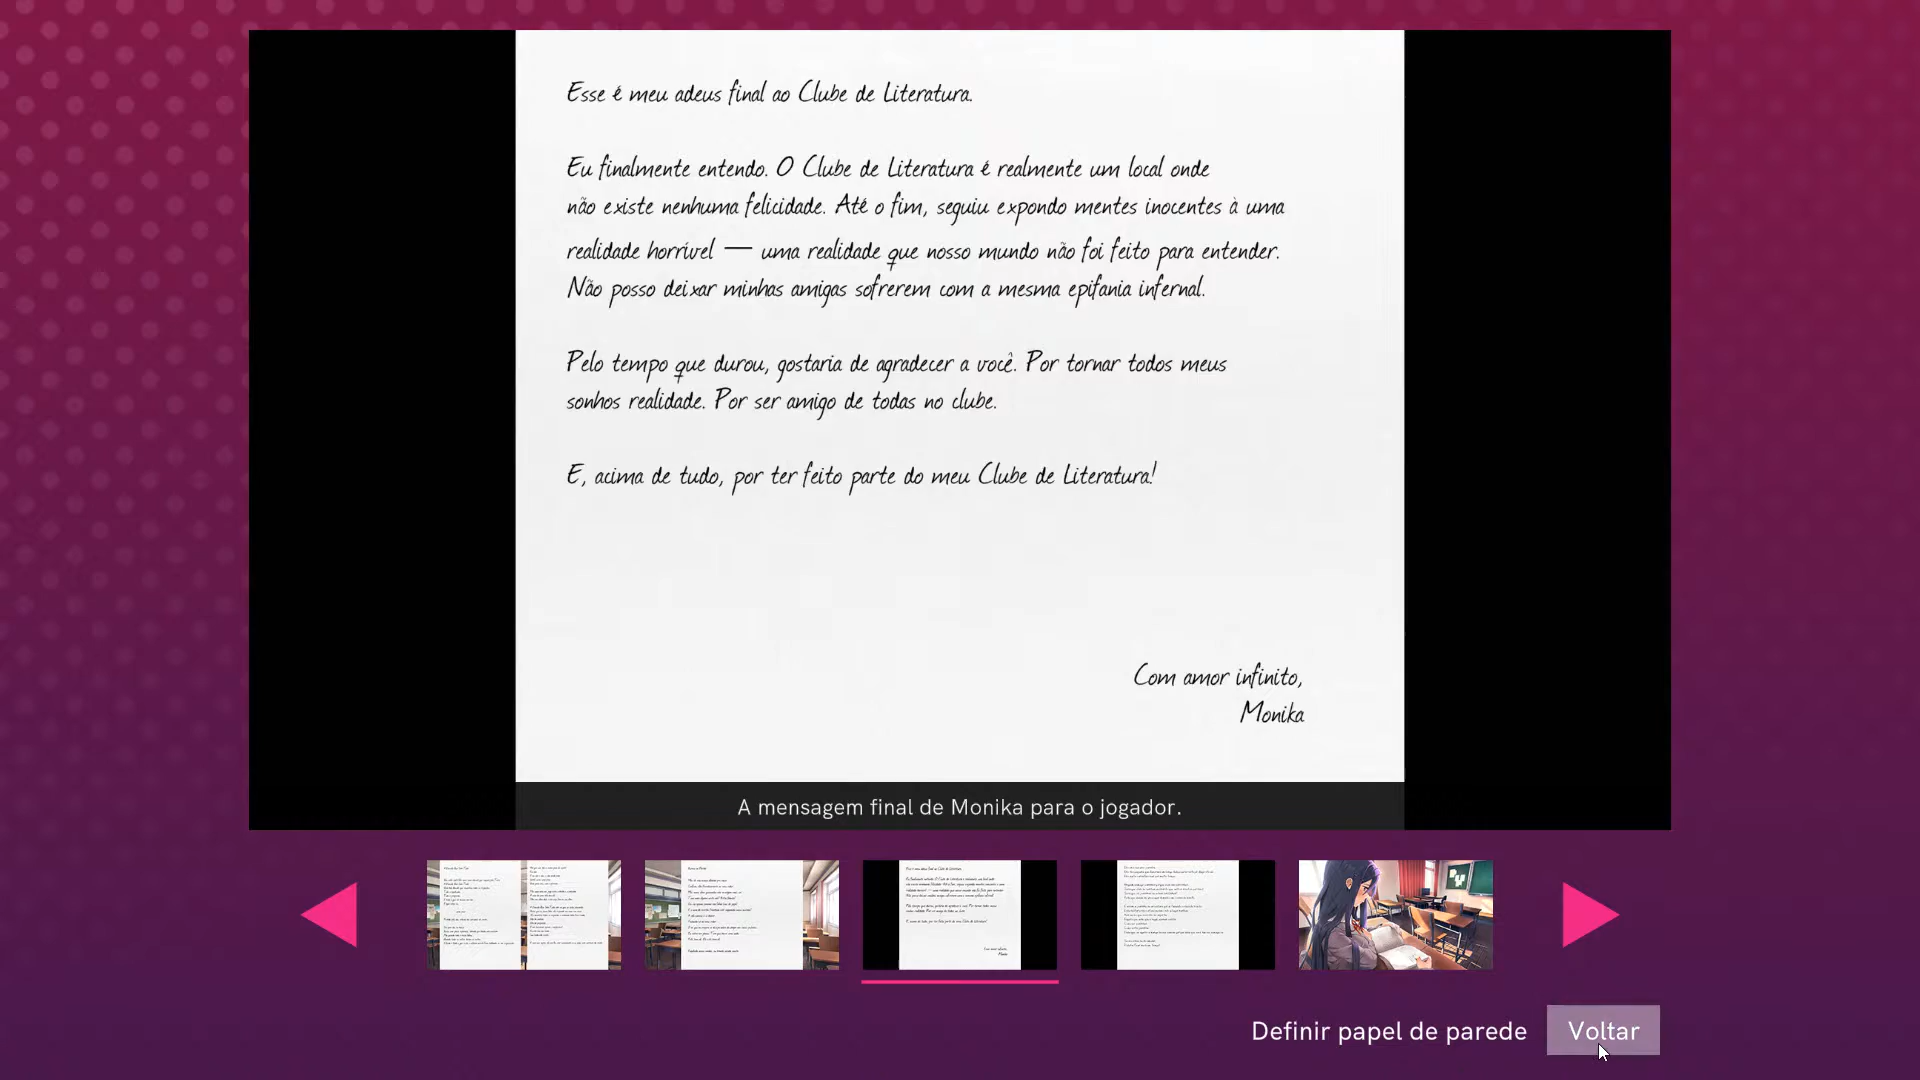 Esse é meu adeus final ao Clube de Literatura.
Eu finalmente entendo. O Clube de Literatura é realmente um local onde
não existe nenhuma felicidade. Até o fim, seguiu expondo mentes inocentes à uma
realidade horrível — uma realidade que nosso mundo não foi feito para entender.
Não posso deixar minhas amigas sofrerem com a mesma epifania infernal.
Pelo tempo que durou, gostaria de agradecer a você. Por tornar todos meus
sonhos realidade. Por ser amigo de todas no clube.
E, acima de tudo, por ter feito parte do meu Clube de Literatura!
Com amor infinito,
Monika
A mensagem final de Monika para o jogador.
Definir papel de parede
Voltar